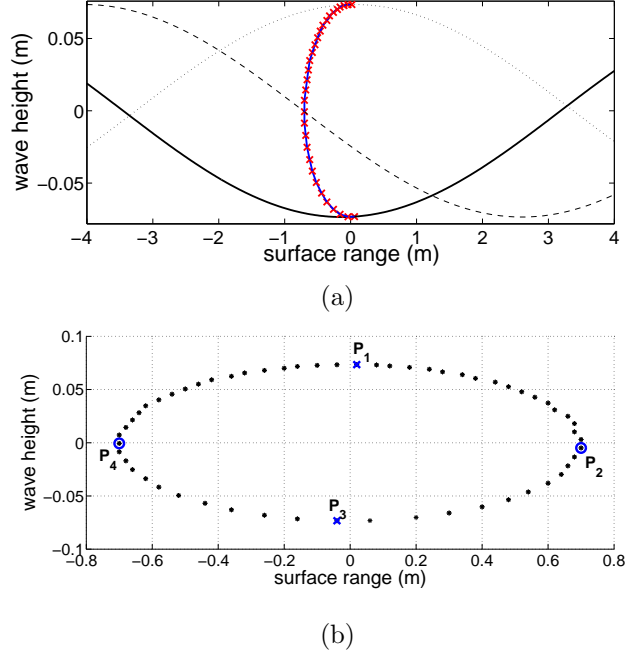 0.05
0
−0.05
wave height (m)
−4 −3 −2 −1 0 1 2 3 4
surface range (m)
(a)
0.1
0.05
0
−0.05
−0.1
wave height (m)
P1
P2
P3
P4
−0.8 −0.6 −0.4 −0.2 0 0.2 0.4 0.6 0.8
surface range (m)
(b)